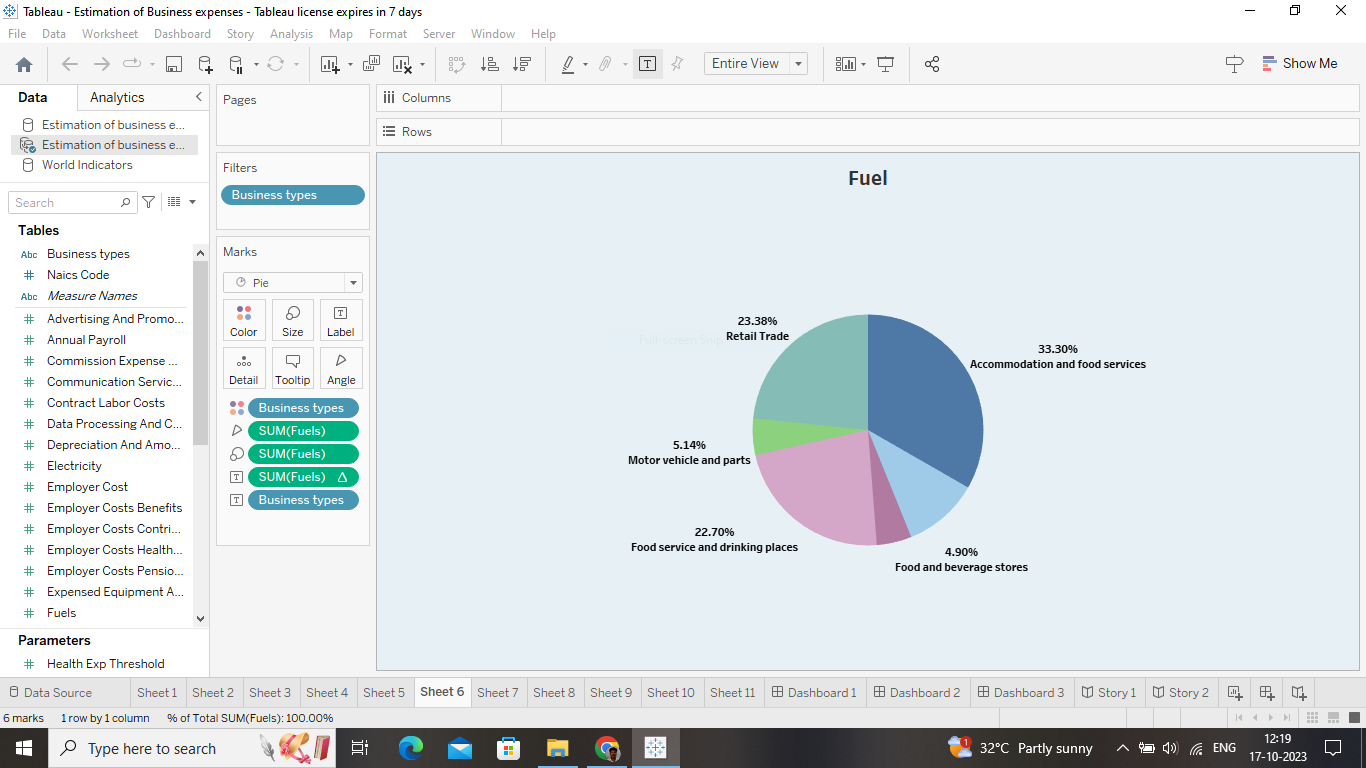 Tableau - Estimation of Business expenses - Tableau license expires in 7 days
File Data Worksheet Dashboard Story Analysis Map Format Server Window Help
Entire View
Show Me
Data Analytics
Estimation of business e...
Estimation of business e...
World Indicators
Search
Tables
Abc Business types
# Naics Code
Abc Measure Names
# Advertising And Promo...
# Annual Payroll
# Commission Expense ...
# Communication Servic...
# Contract Labor Costs
# Data Processing And C...
# Depreciation And Amo...
# Electricity
# Employer Cost
# Employer Costs Benefits
# Employer Costs Contri...
# Employer Costs Health...
# Employer Costs Pensio...
# Expensed Equipment A...
# Fuels
Parameters
# Health Exp Threshold
Pages
Filters
Business types
Marks
Pie
Color Size Label
Detail Tooltip Angle
Business types
SUM(Fuels)
SUM(Fuels)
SUM(Fuels) Δ
Business types
Columns
Rows
Fuel
23.38%
Retail Trade
33.30%
Accommodation and food services
5.14%
Motor vehicle and parts
22.70%
Food service and drinking places
4.90%
Food and beverage stores
Data Source Sheet 1 Sheet 2 Sheet 3 Sheet 4 Sheet 5 Sheet 6 Sheet 7 Sheet 8 Sheet 9 Sheet 10 Sheet 11 Dashboard 1 Dashboard 2 Dashboard 3 Story 1 Story 2
6 marks 1 row by 1 column % of Total SUM(Fuels): 100.00%
Type here to search
1
32°C Partly sunny
ENG
12:19
17-10-2023